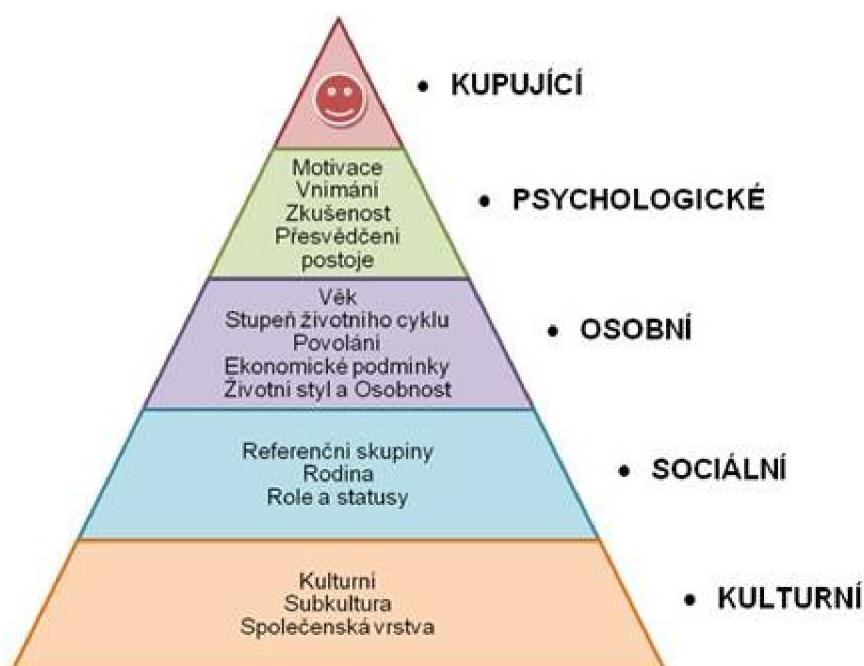 • KUPUJÍCÍ
Motivace
Vnímání
Zkušenost
Přesvědčení
postoje
• PSYCHOLOGICKÉ
Věk
Stupeň životního cyklu
Povolání
Ekonomické podmínky
Životní styl a Osobnost
• OSOBNÍ
Referenční skupiny
Rodina
Role a statusy
• SOCIÁLNÍ
Kulturní
Subkultura
Společenská vrstva
• KULTURNÍ